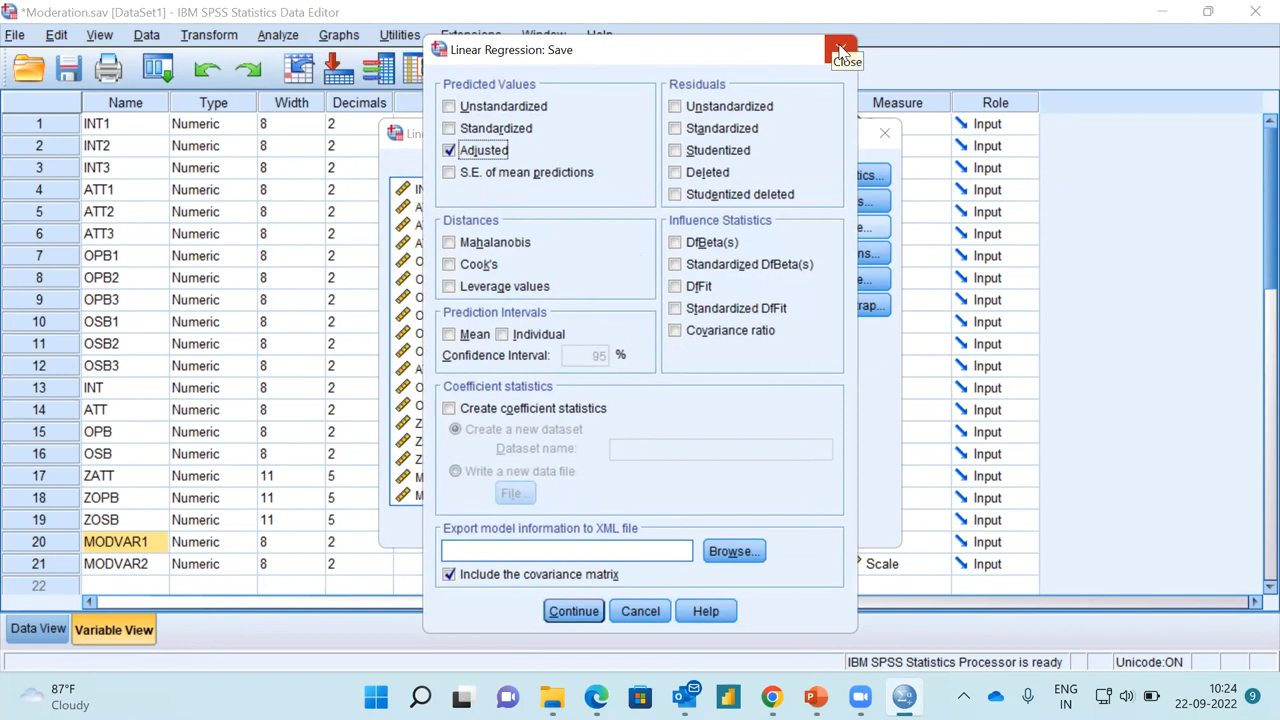 *Moderation.sav [DataSet1] - IBM SPSS Statistics Data Editor
File Edit View Data Transform Analyze Graphs Utilities Extensions Window Help
Linear Regression: Save
Close
Name Type Width Decimals Measure Role
1 INT1 Numeric 8 2 Input
2 INT2 Numeric 8 2 Input
3 INT3 Numeric 8 2 Input
4 ATT1 Numeric 8 2 Input
5 ATT2 Numeric 8 2 Input
6 ATT3 Numeric 8 2 Input
7 OPB1 Numeric 8 2 Input
8 OPB2 Numeric 8 2 Input
9 OPB3 Numeric 8 2 Input
10 OSB1 Numeric 8 2 Input
11 OSB2 Numeric 8 2 Input
12 OSB3 Numeric 8 2 Input
13 INT Numeric 8 2 Input
14 ATT Numeric 8 2 Input
15 OPB Numeric 8 2 Input
16 OSB Numeric 8 2 Input
17 ZATT Numeric 11 5 Input
18 ZOPB Numeric 11 5 Input
19 ZOSB Numeric 11 5 Input
20 MODVAR1 Numeric 8 2 Input
21 MODVAR2 Numeric 8 2 Scale Input
22
Predicted Values
Unstandardized
Standardized
Adjusted
S.E. of mean predictions
Residuals
Unstandardized
Standardized
Studentized
Deleted
Studentized deleted
Distances
Mahalanobis
Cook's
Leverage values
Influence Statistics
DfBeta(s)
Standardized DfBeta(s)
DfFit
Standardized DfFit
Covariance ratio
Prediction Intervals
Mean Individual
Confidence Interval: 95 %
Coefficient statistics
Create coefficient statistics
Create a new dataset
Dataset name:
Write a new data file
File...
Export model information to XML file
Browse...
Include the covariance matrix
Continue Cancel Help
Data View Variable View
IBM SPSS Statistics Processor is ready Unicode:ON
87°F
Cloudy
ENG
IN
10:24
22-09-2022
9